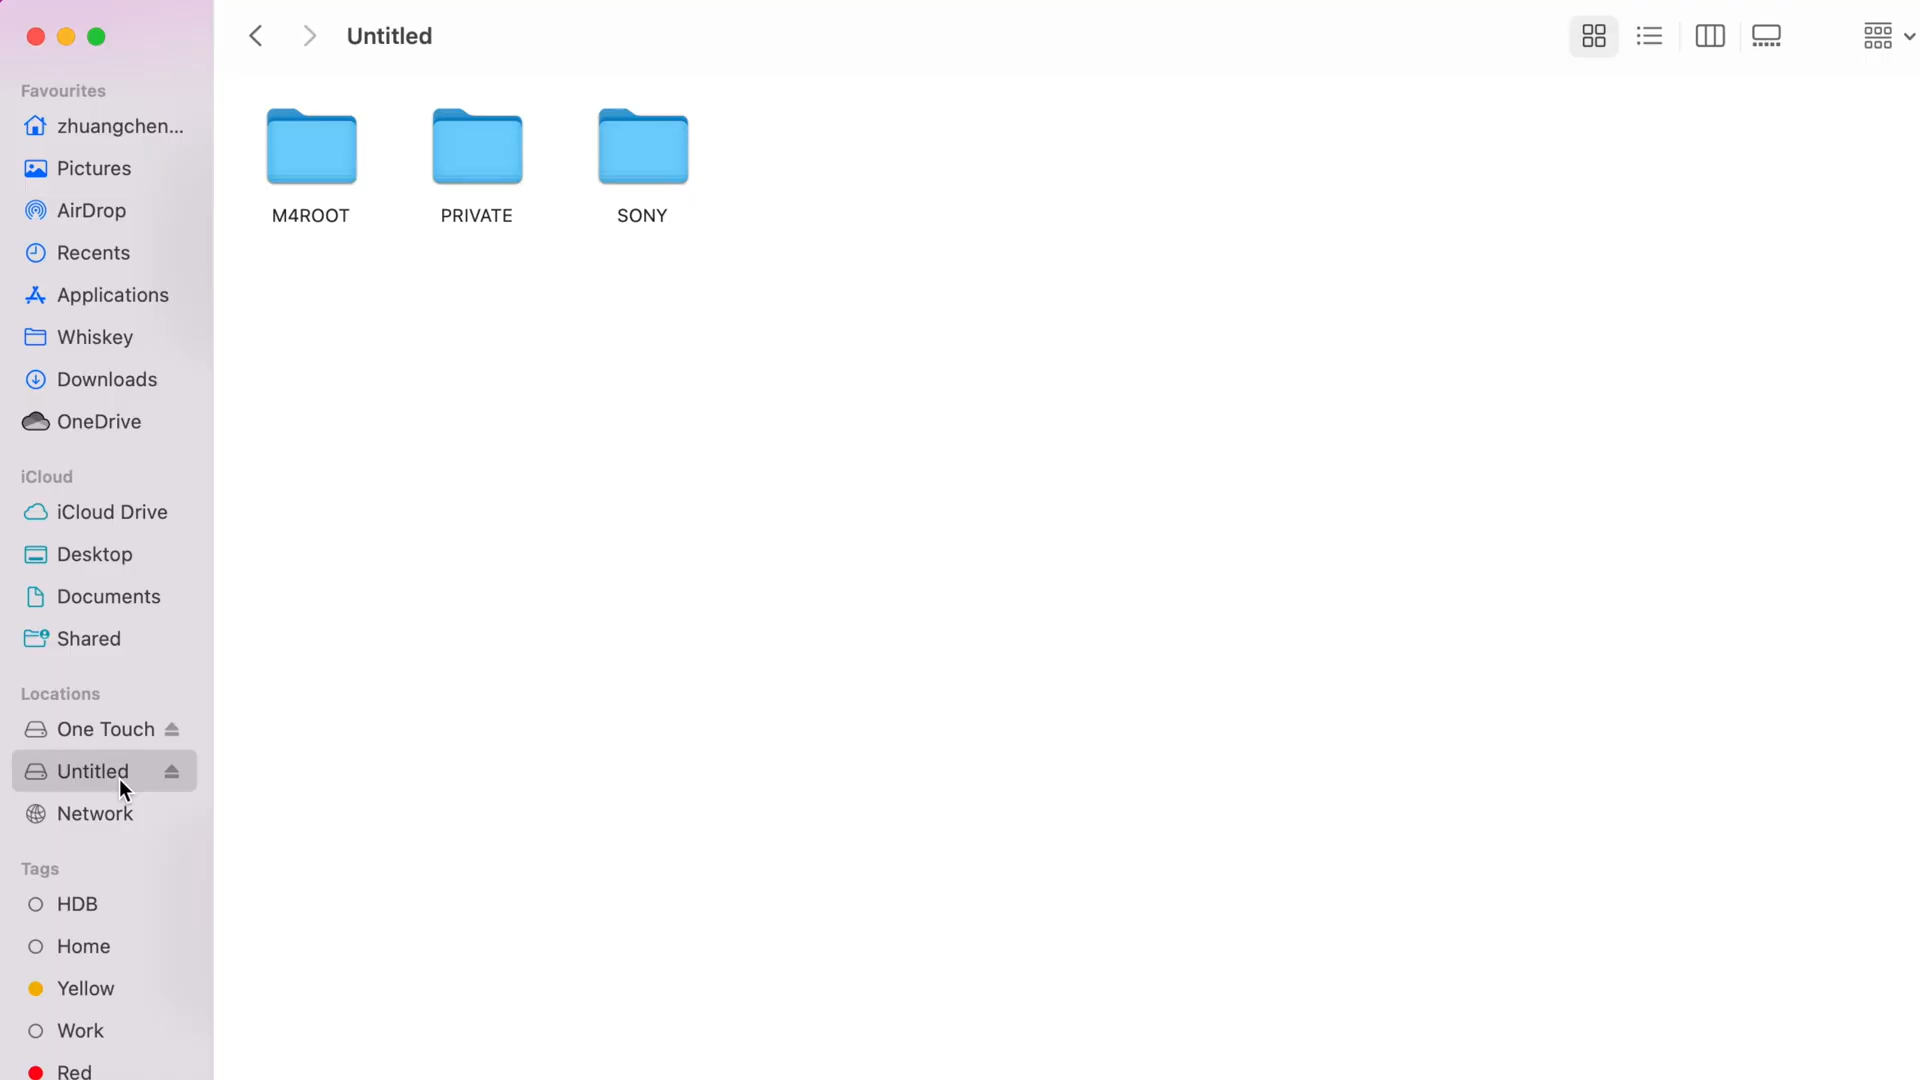 Untitled
Favourites
zhuangchen...
Pictures
AirDrop
Recents
Applications
Whiskey
Downloads
OneDrive
iCloud
iCloud Drive
Desktop
Documents
Shared
Locations
One Touch
Untitled
Network
Tags
HDB
Home
Yellow
Work
Red
M4ROOT
PRIVATE
SONY